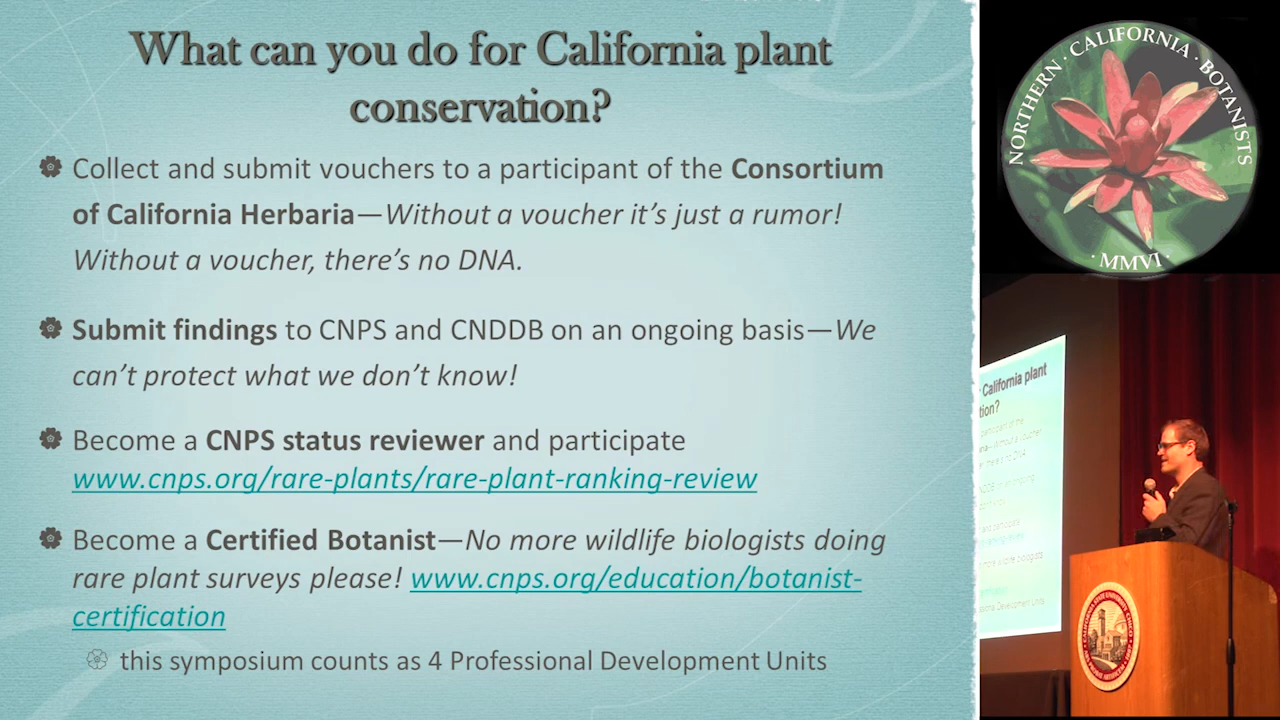 What can you do for California plant
conservation?
Collect and submit vouchers to a participant of the Consortium
of California Herbaria—Without a voucher it's just a rumor!
Without a voucher, there's no DNA.
Submit findings to CNPS and CNDDB on an ongoing basis—We
can't protect what we don't know!
Become a CNPS status reviewer and participate
www.cnps.org/rare-plants/rare-plant-ranking-review
Become a Certified Botanist—No more wildlife biologists doing
rare plant surveys please! www.cnps.org/education/botanist-
certification
this symposium counts as 4 Professional Development Units
NORTHERN · CALIFORNIA · BOTANISTS
· MMVI ·
California plant
tion?
CALIFORNIA STATE UNIVERSITY CHICO